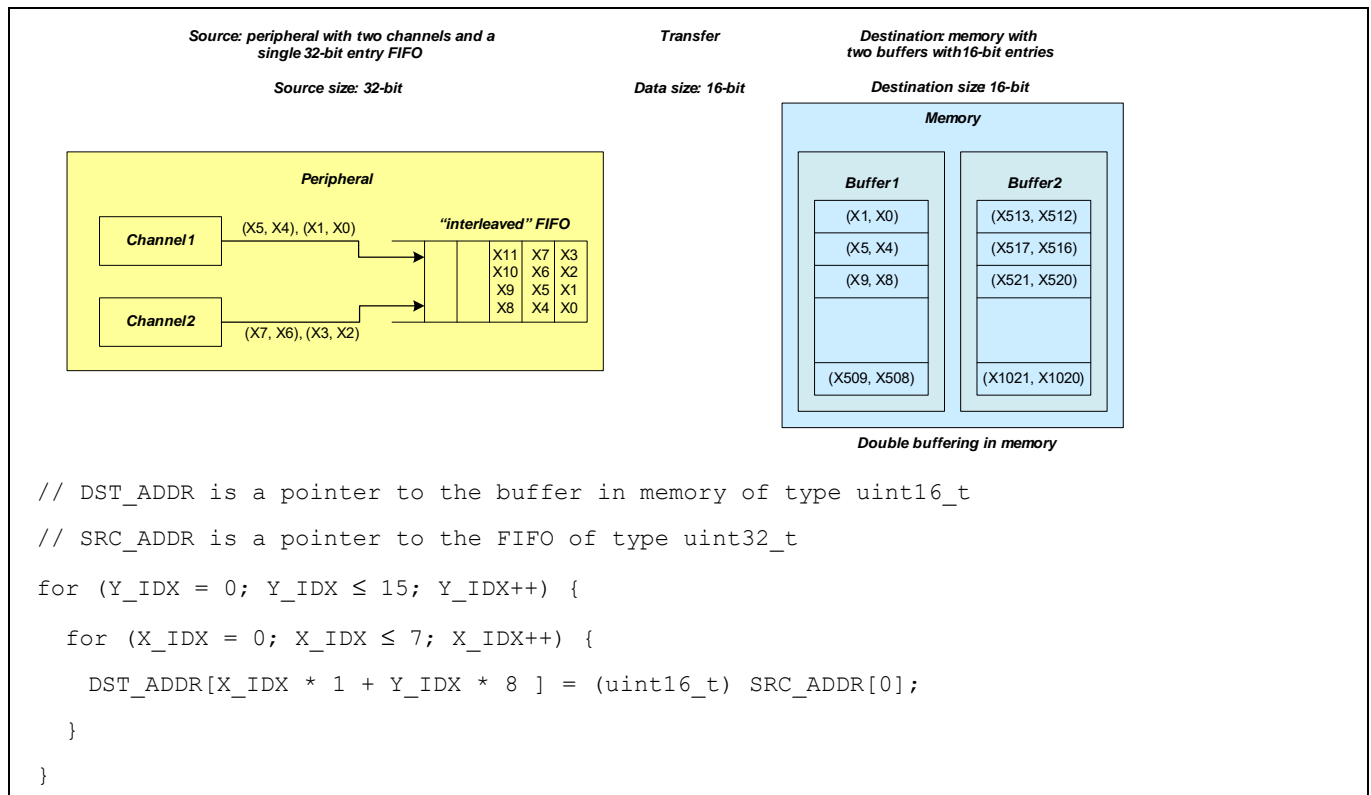 Source: peripheral with two channels and a
single 32-bit entry FIFO
Transfer
Destination: memory with
two buffers with16-bit entries
Source size: 32-bit
Data size: 16-bit
Destination size 16-bit
Memory
Peripheral
Buffer1
Buffer2
Channel1
(X5, X4), (X1, X0)
"interleaved" FIFO
X11 X7 X3
X10 X6 X2
X9 X5 X1
X8 X4 X0
Channel2
(X7, X6), (X3, X2)
(X1, X0)
(X513, X512)
(X5, X4)
(X517, X516)
(X9, X8)
(X521, X520)
(X509, X508)
(X1021, X1020)
Double buffering in memory
// DST_ADDR is a pointer to the buffer in memory of type uint16_t
// SRC_ADDR is a pointer to the FIFO of type uint32_t
for (Y_IDX = 0; Y_IDX ≤ 15; Y_IDX++) {
for (X_IDX = 0; X_IDX ≤ 7; X_IDX++) {
DST_ADDR[X_IDX * 1 + Y_IDX * 8 ] = (uint16_t) SRC_ADDR[0];
}
}